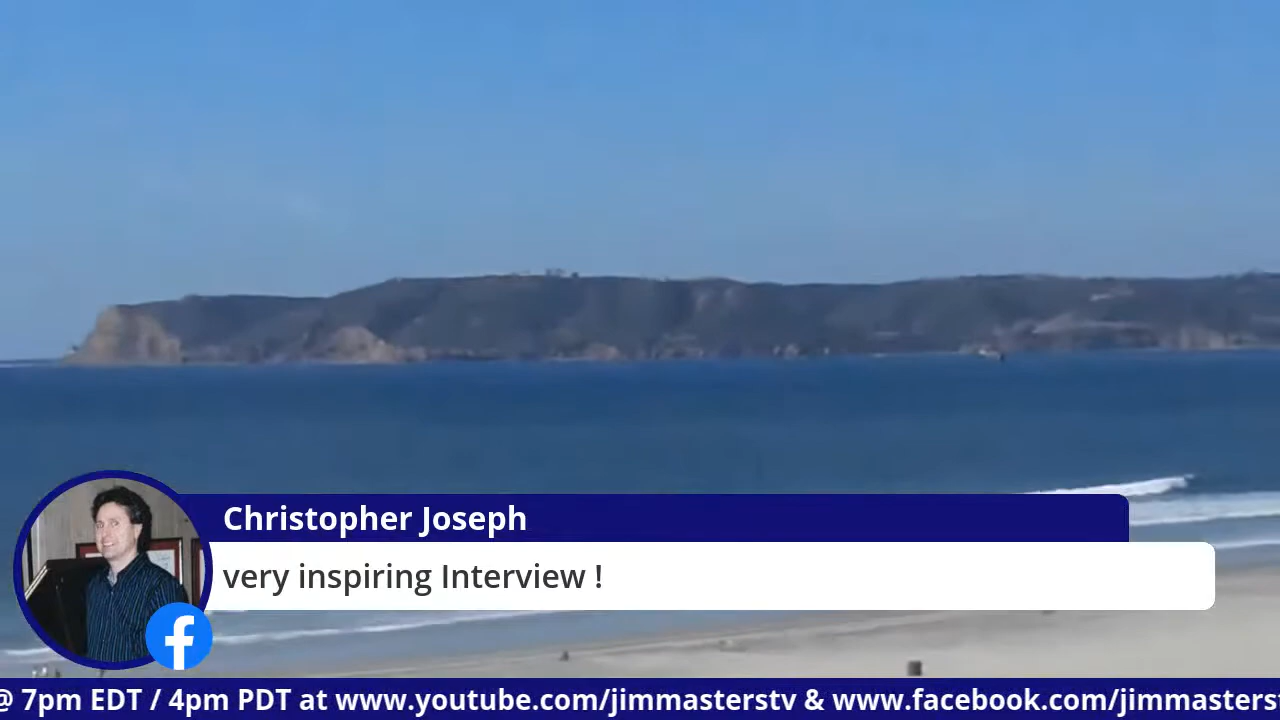 Christopher Joseph
very inspiring Interview !
@ 7pm EDT / 4pm PDT at www.youtube.com/jimmasterstv & www.facebook.com/jimmasterst